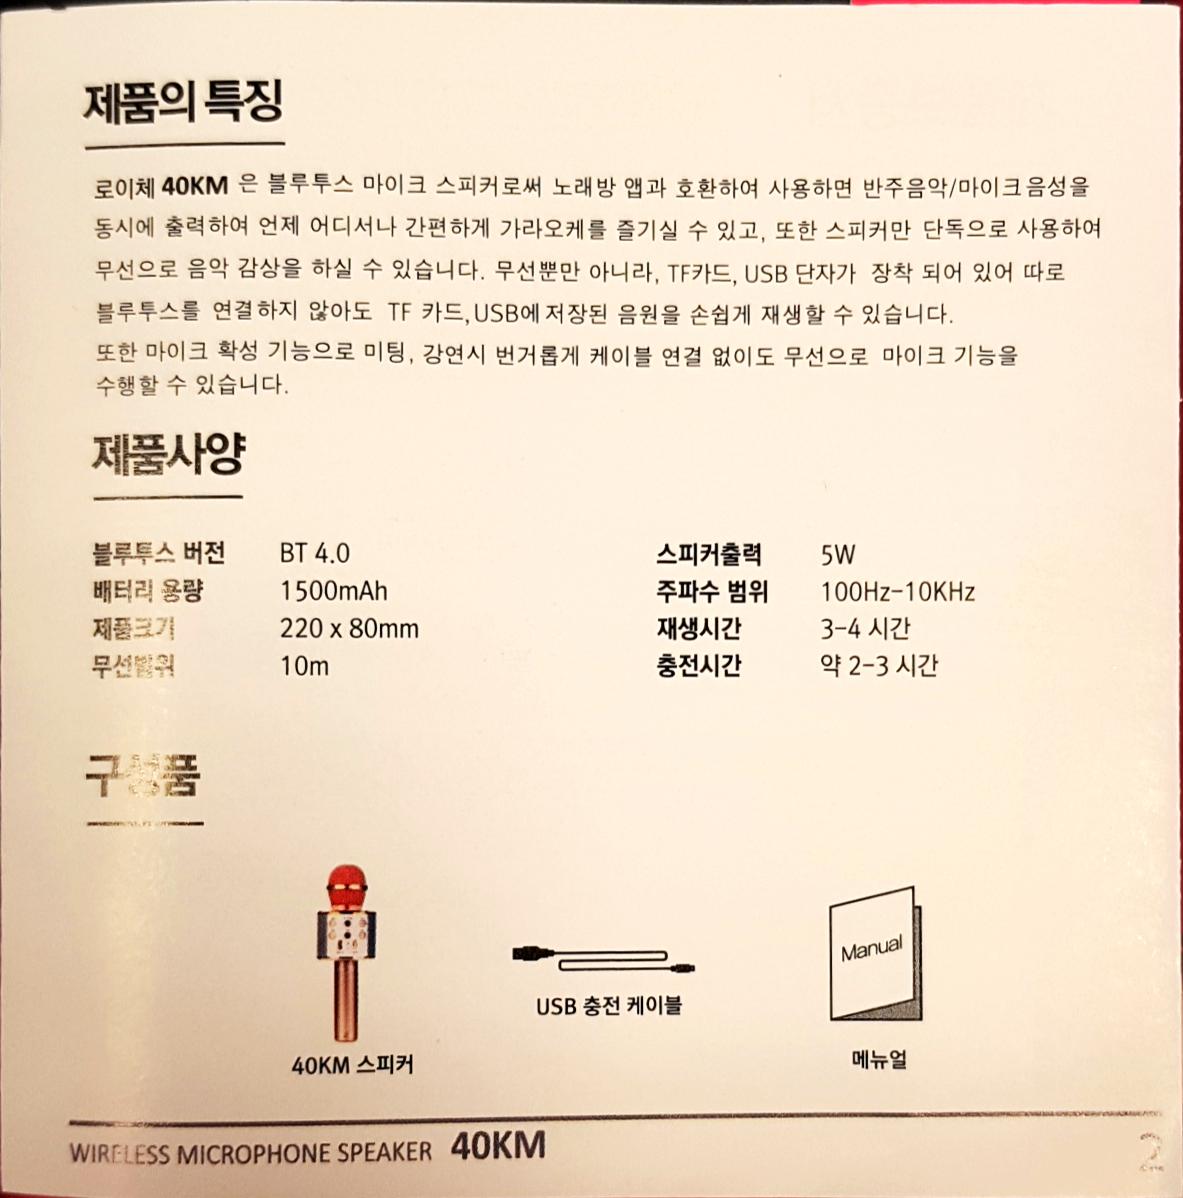 제품의 특징
로이체 40KM 은 블루투스 마이크 스피커로써 노래방 앱과 호환하여 사용하면 반주음악/마이크음성을
동시에 출력하여 언제 어디서나 간편하게 가라오케를 즐기실 수 있고, 또한 스피커만 단독으로 사용하여
무선으로 음악 감상을 하실 수 있습니다. 무선뿐만 아니라, TF카드, USB 단자가 장착 되어 있어 따로
블루투스를 연결하지 않아도 TF 카드,USB에 저장된 음원을 손쉽게 재생할 수 있습니다.
또한 마이크 확성 기능으로 미팅, 강연시 번거롭게 케이블 연결 없이도 무선으로 마이크 기능을
수행할 수 있습니다.
제품사양
블루투스 버전 BT 4.0 스피커출력 5W
배터리 용량 1500mAh 주파수 범위 100Hz-10KHz
제품크기 220 x 80mm 재생시간 3-4 시간
무선범위 10m 충전시간 약 2-3 시간
구성품
Manual
USB 충전 케이블
40KM 스피커 메뉴얼
WIRELESS MICROPHONE SPEAKER 40KM 2